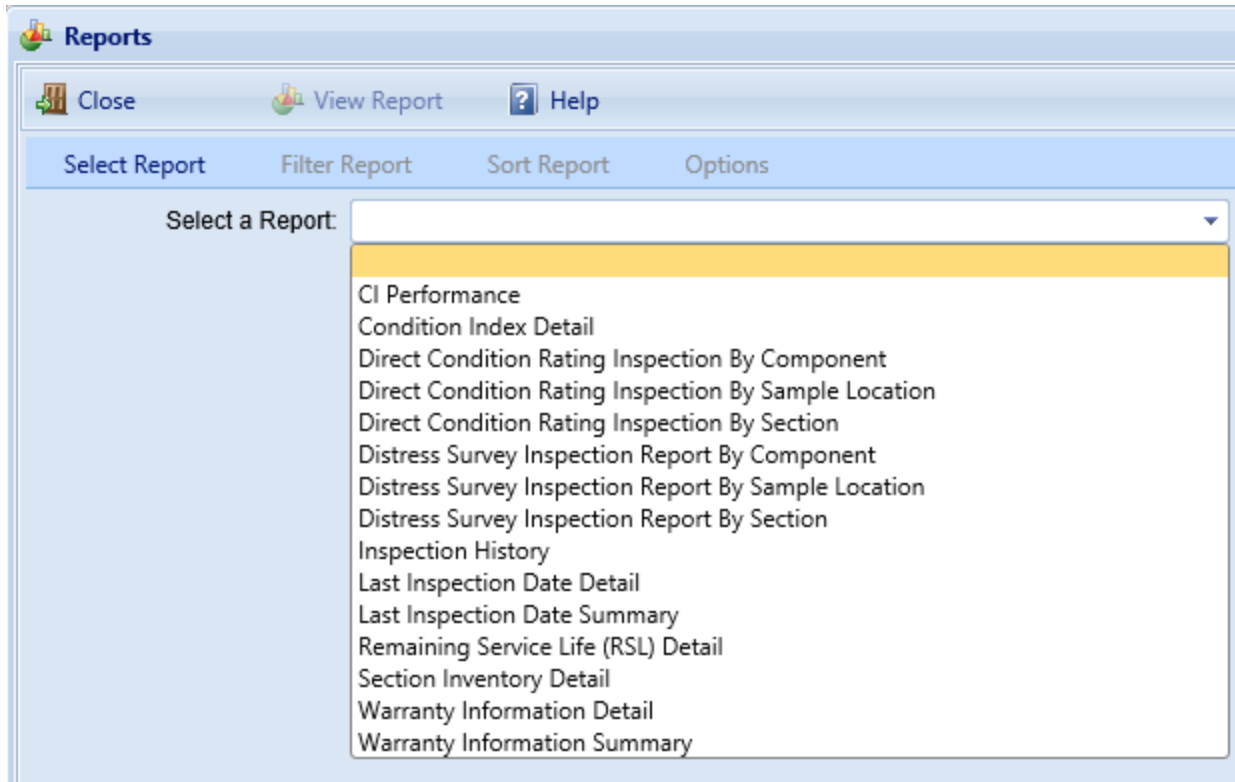 Reports
Close View Report Help
Select Report Filter Report Sort Report Options
Select a Report:
CI Performance
Condition Index Detail
Direct Condition Rating Inspection By Component
Direct Condition Rating Inspection By Sample Location
Direct Condition Rating Inspection By Section
Distress Survey Inspection Report By Component
Distress Survey Inspection Report By Sample Location
Distress Survey Inspection Report By Section
Inspection History
Last Inspection Date Detail
Last Inspection Date Summary
Remaining Service Life (RSL) Detail
Section Inventory Detail
Warranty Information Detail
Warranty Information Summary